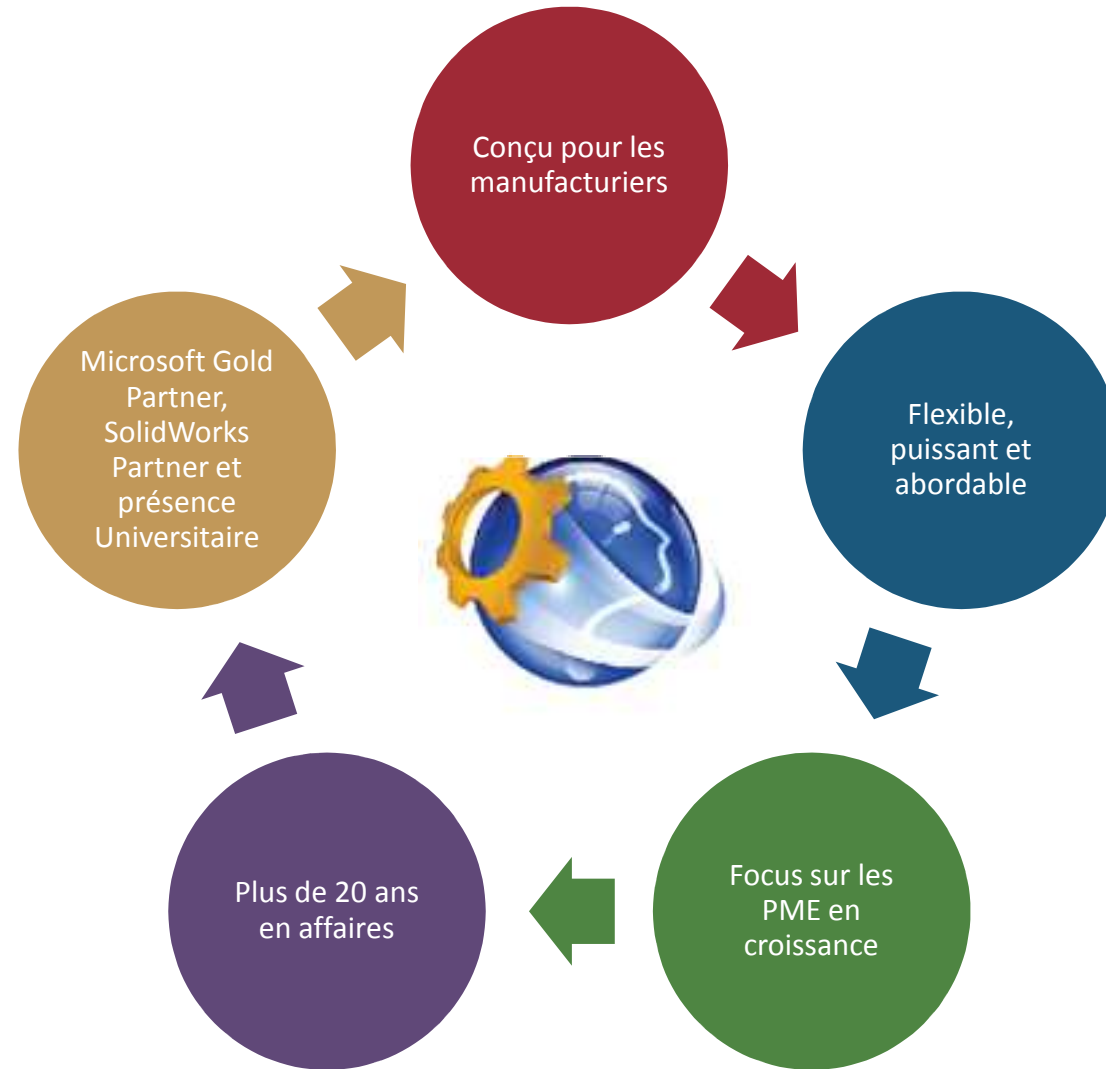 Conçu pour les
manufacturiers
Flexible,
puissant et
abordable
Focus sur les
PME en
croissance
Plus de 20 ans
en affaires
Microsoft Gold
Partner,
SolidWorks
Partner et
présence
Universitaire